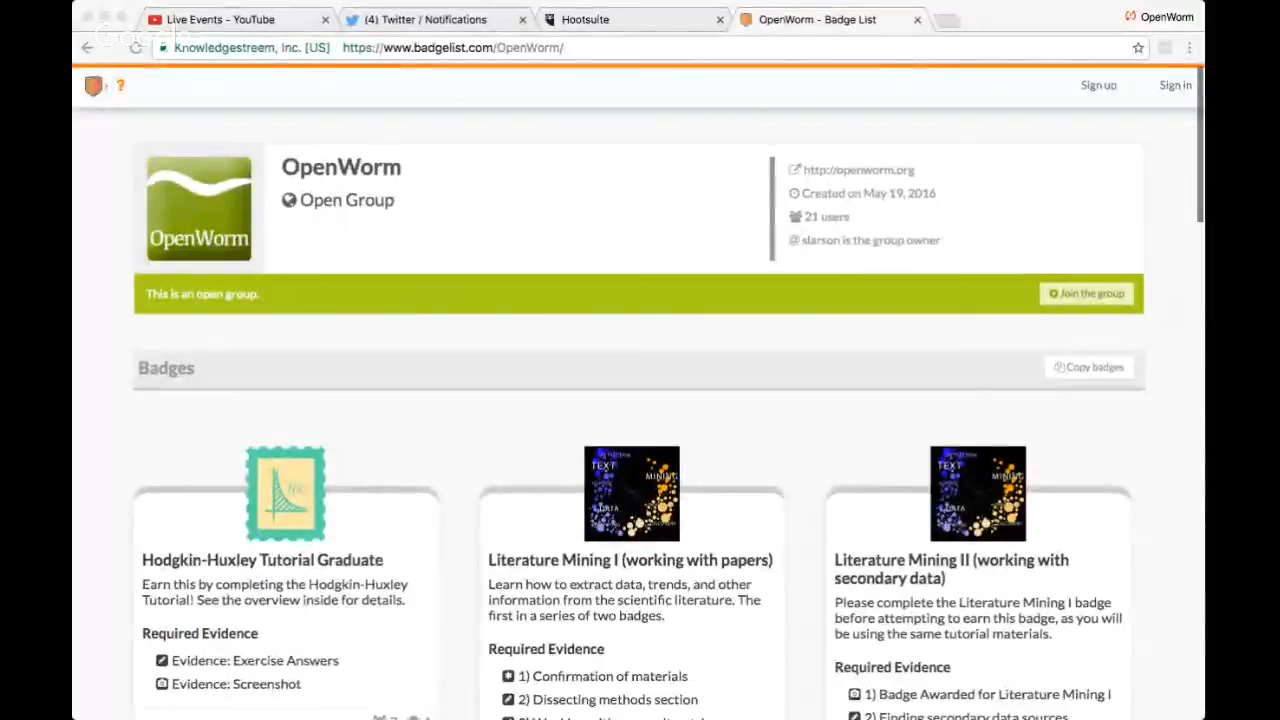 Live Events - YouTube
(4) Twitter / Notifications
Hootsuite
OpenWorm - Badge List
OpenWorm
Google
Knowledgestreem, Inc. [US]
https://www.badgelist.com/OpenWorm/
?
Sign up
Sign in
OpenWorm
OpenWorm
Open Group
http://openworm.org
Created on May 19, 2016
21 users
@ slarson is the group owner
This is an open group.
Join the group
Badges
Copy badges
TEXT
MINING
DATA
TEXT
MINING
DATA
Hodgkin-Huxley Tutorial Graduate
Earn this by completing the Hodgkin-Huxley
Tutorial! See the overview inside for details.
Required Evidence
Evidence: Exercise Answers
Evidence: Screenshot
Literature Mining I (working with papers)
Learn how to extract data, trends, and other
information from the scientific literature. The
first in a series of two badges.
Required Evidence
1) Confirmation of materials
2) Dissecting methods section
Literature Mining II (working with
secondary data)
Please complete the Literature Mining I badge
before attempting to earn this badge, as you will
be using the same tutorial materials.
Required Evidence
1) Badge Awarded for Literature Mining I
2) Finding secondary data sources